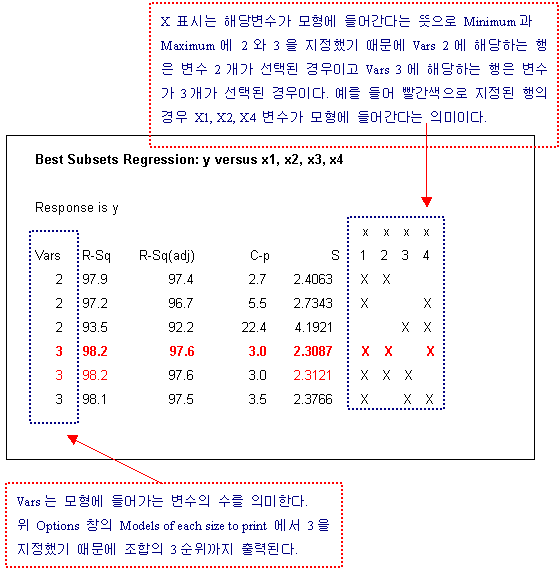 X 표시는 해당변수가 모형에 들어간다는 뜻으로 Minimum 과
Maximum 에 2 와 3 을 지정했기 때문에 Vars 2 에 해당하는 행
은 변수 2 개가 선택된 경우이고 Vars 3 에 해당하는 행은 변수
가 3 개가 선택된 경우이다. 예를 들어 빨간색으로 지정된 행의
경우 X1, X2, X4 변수가 모형에 들어간다는 의미이다.
Best Subsets Regression: y versus x1, x2, x3, x4
Response is y
x x x x
Vars R-Sq R-Sq(adj) C-p S 1 2 3 4
2 97.9 97.4 2.7 2.4063 X X
2 97.2 96.7 5.5 2.7343 X X
2 93.5 92.2 22.4 4.1921 X X
3 98.2 97.6 3.0 2.3087 X X X
3 98.2 97.6 3.0 2.3121 X X X
3 98.1 97.5 3.5 2.3766 X X X
Vars 는 모형에 들어가는 변수의 수를 의미한다.
위 Options 창의 Models of each size to print 에서 3 을
지정했기 때문에 조합의 3 순위까지 출력된다.